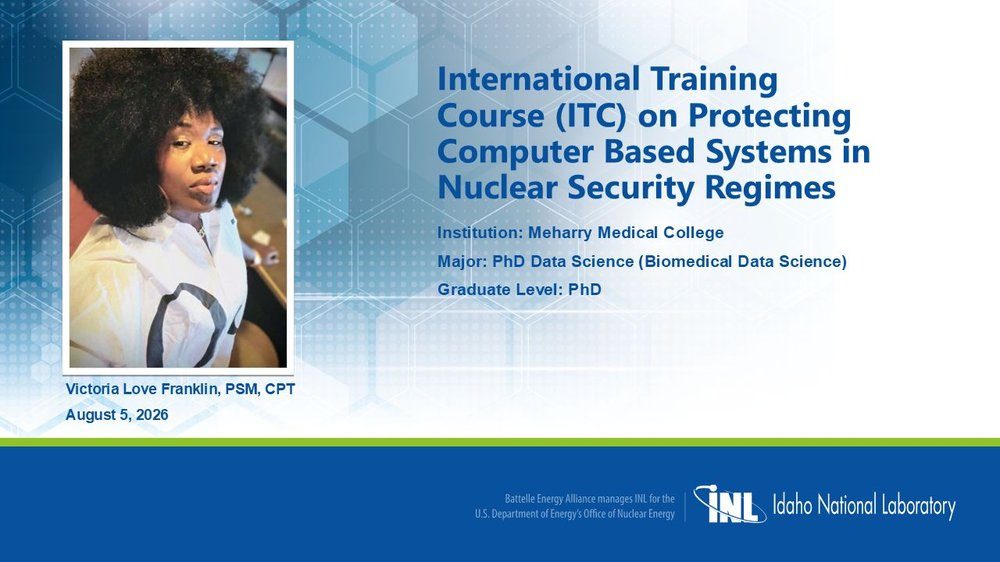 International Training
Course (ITC) on Protecting
Computer Based Systems in
Nuclear Security Regimes
Institution: Meharry Medical College
Major: PhD Data Science (Biomedical Data Science)
Graduate Level: PhD
Victoria Love Franklin, PSM, CPT
August 5, 2026
Battelle Energy Alliance manages INL for the
U.S. Department of Energy's Office of Nuclear Energy
INL Idaho National Laboratory